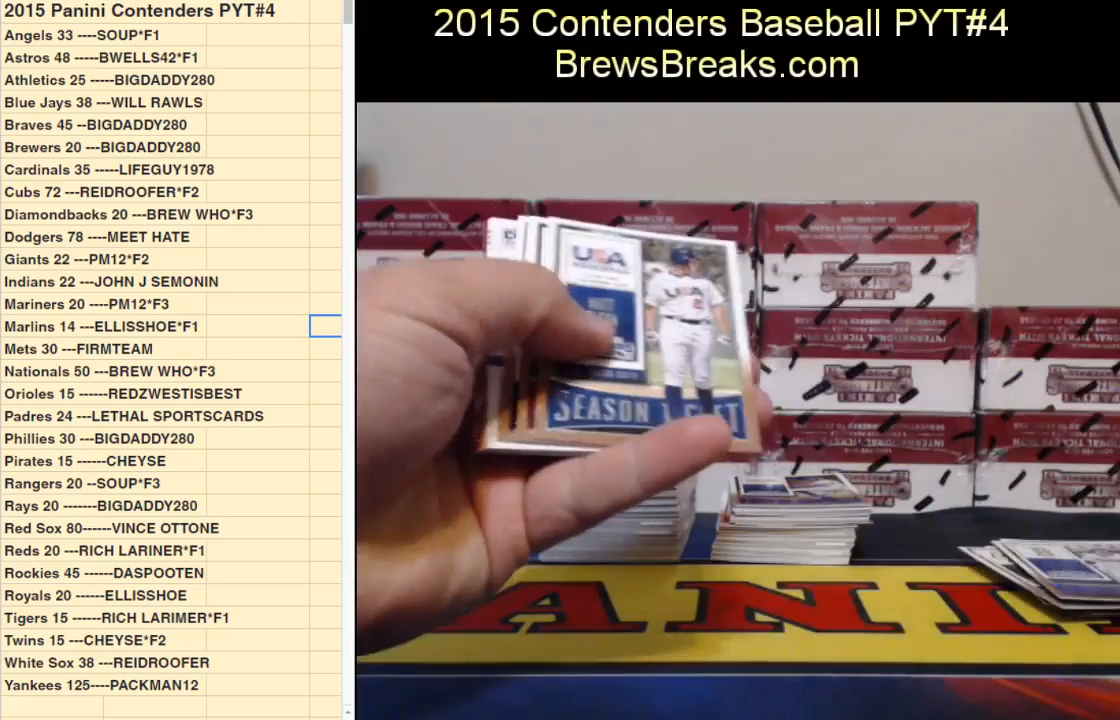 2015 Panini Contenders PYT#4
Angels 33 ----SOUP*F1
Astros 48 -----BWELLS42*F1
Athletics 25 -----BIGDADDY280
Blue Jays 38 ---WILL RAWLS
Braves 45 --BIGDADDY280
Brewers 20 ---BIGDADDY280
Cardinals 35 -----LIFEGUY1978
Cubs 72 ---REIDROOFER*F2
Diamondbacks 20 ---BREW WHO*F3
Dodgers 78 ----MEET HATE
Giants 22 ----PM12*F2
Indians 22 ---JOHN J SEMONIN
Mariners 20 ----PM12*F3
Marlins 14 ---ELLISSHOE*F1
Mets 30 ---FIRMTEAM
Nationals 50 ---BREW WHO*F3
Orioles 15 ------REDZWESTISBEST
Padres 24 ---LETHAL SPORTSCARDS
Phillies 30 ---BIGDADDY280
Pirates 15 ------CHEYSE
Rangers 20 --SOUP*F3
Rays 20 -------BIGDADDY280
Red Sox 80------VINCE OTTONE
Reds 20 ---RICH LARINER*F1
Rockies 45 ------DASPOOTEN
Royals 20 ------ELLISSHOE
Tigers 15 ------RICH LARIMER*F1
Twins 15 ---CHEYSE*F2
White Sox 38 ---REIDROOFER
Yankees 125----PACKMAN12
2015 Contenders Baseball PYT#4
BrewsBreaks.com
USA
SEASON
PANI